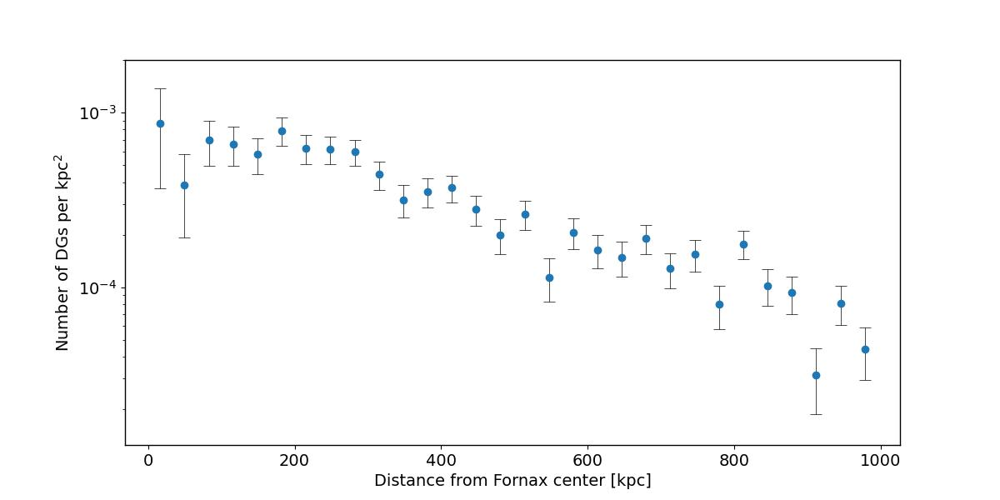 Number of DGs per kpc²
10⁻³
10⁻⁴
0 200 400 600 800 1000
Distance from Fornax center [kpc]